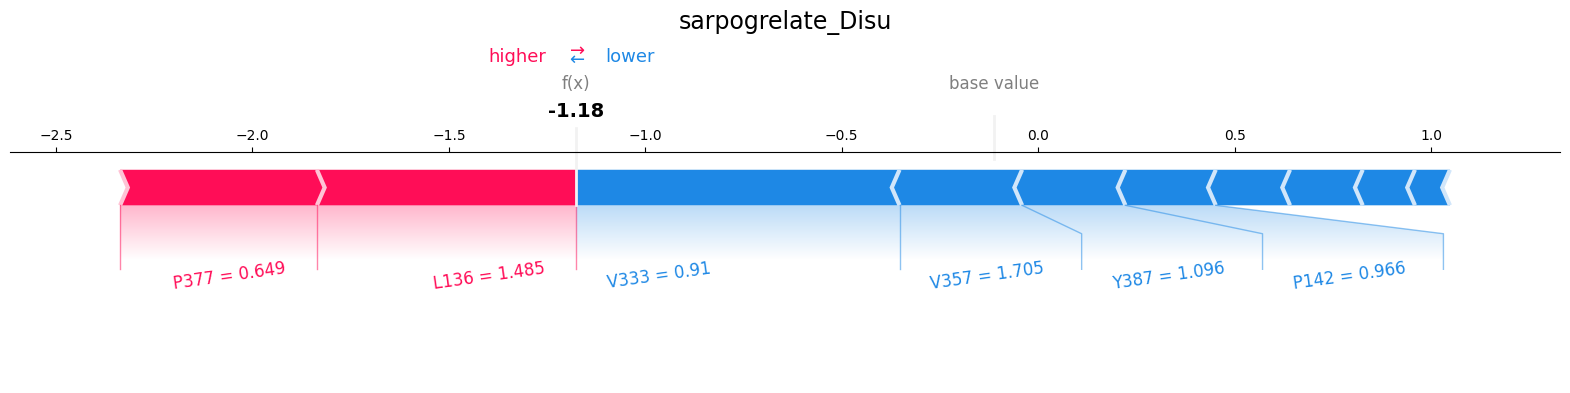 sarpogrelate_Disu
higher ⇄ lower
f(x) base value
-1.18
−2.5 −2.0 −1.5 −1.0 −0.5 0.0 0.5 1.0
P377 = 0.649 L136 = 1.485 V333 = 0.91 V357 = 1.705 Y387 = 1.096 P142 = 0.966